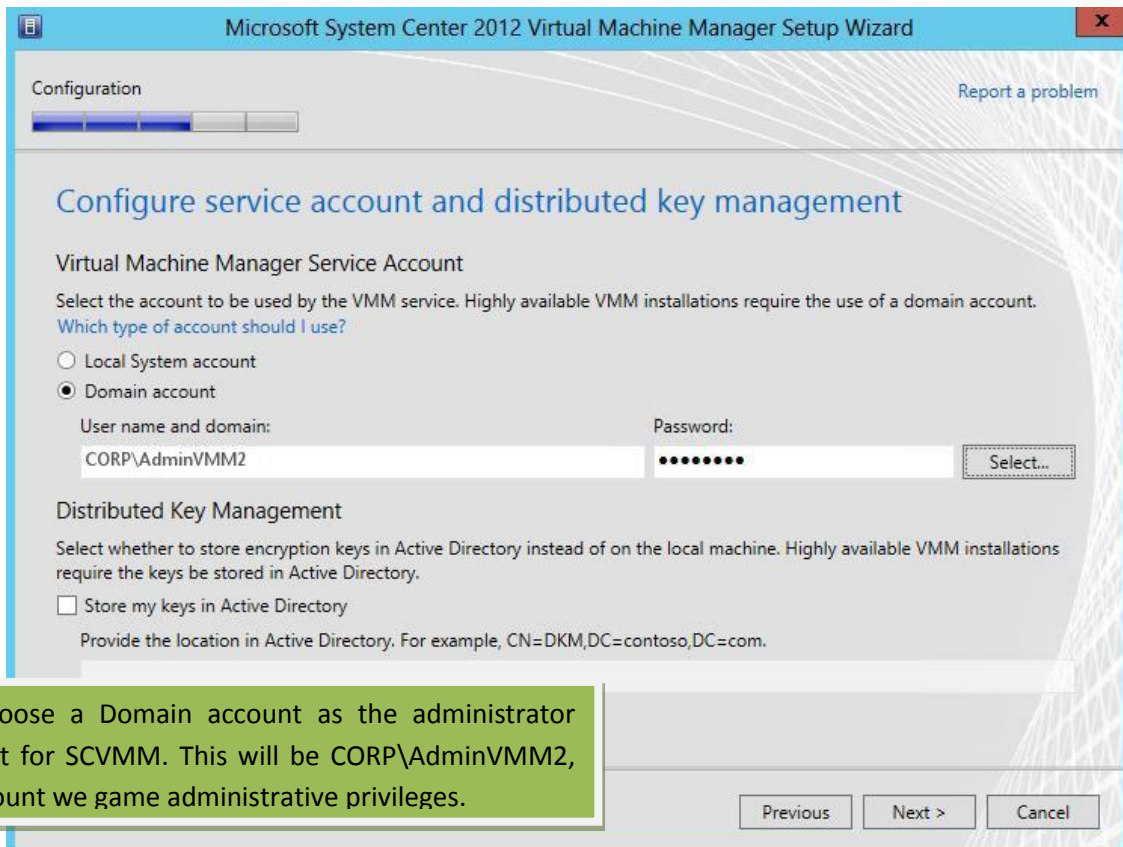 Microsoft System Center 2012 Virtual Machine Manager Setup Wizard
x
Configuration
Report a problem
Configure service account and distributed key management
Virtual Machine Manager Service Account
Select the account to be used by the VMM service. Highly available VMM installations require the use of a domain account.
Which type of account should I use?
Local System account
Domain account
User name and domain:
Password:
CORP\AdminVMM2
••••••••
Select...
Distributed Key Management
Select whether to store encryption keys in Active Directory instead of on the local machine. Highly available VMM installations
require the keys be stored in Active Directory.
Store my keys in Active Directory
Provide the location in Active Directory. For example, CN=DKM,DC=contoso,DC=com.
oose a Domain account as the administrator
t for SCVMM. This will be CORP\AdminVMM2,
ount we game administrative privileges.
Previous
Next >
Cancel